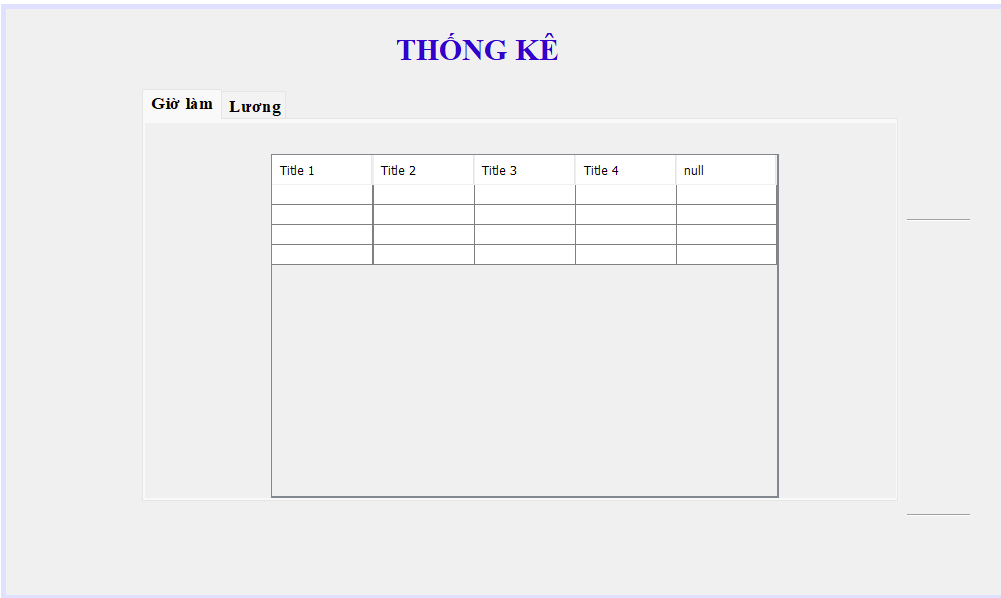 THỐNG KÊ
Giờ làm Lương
Title 1 Title 2 Title 3 Title 4 null